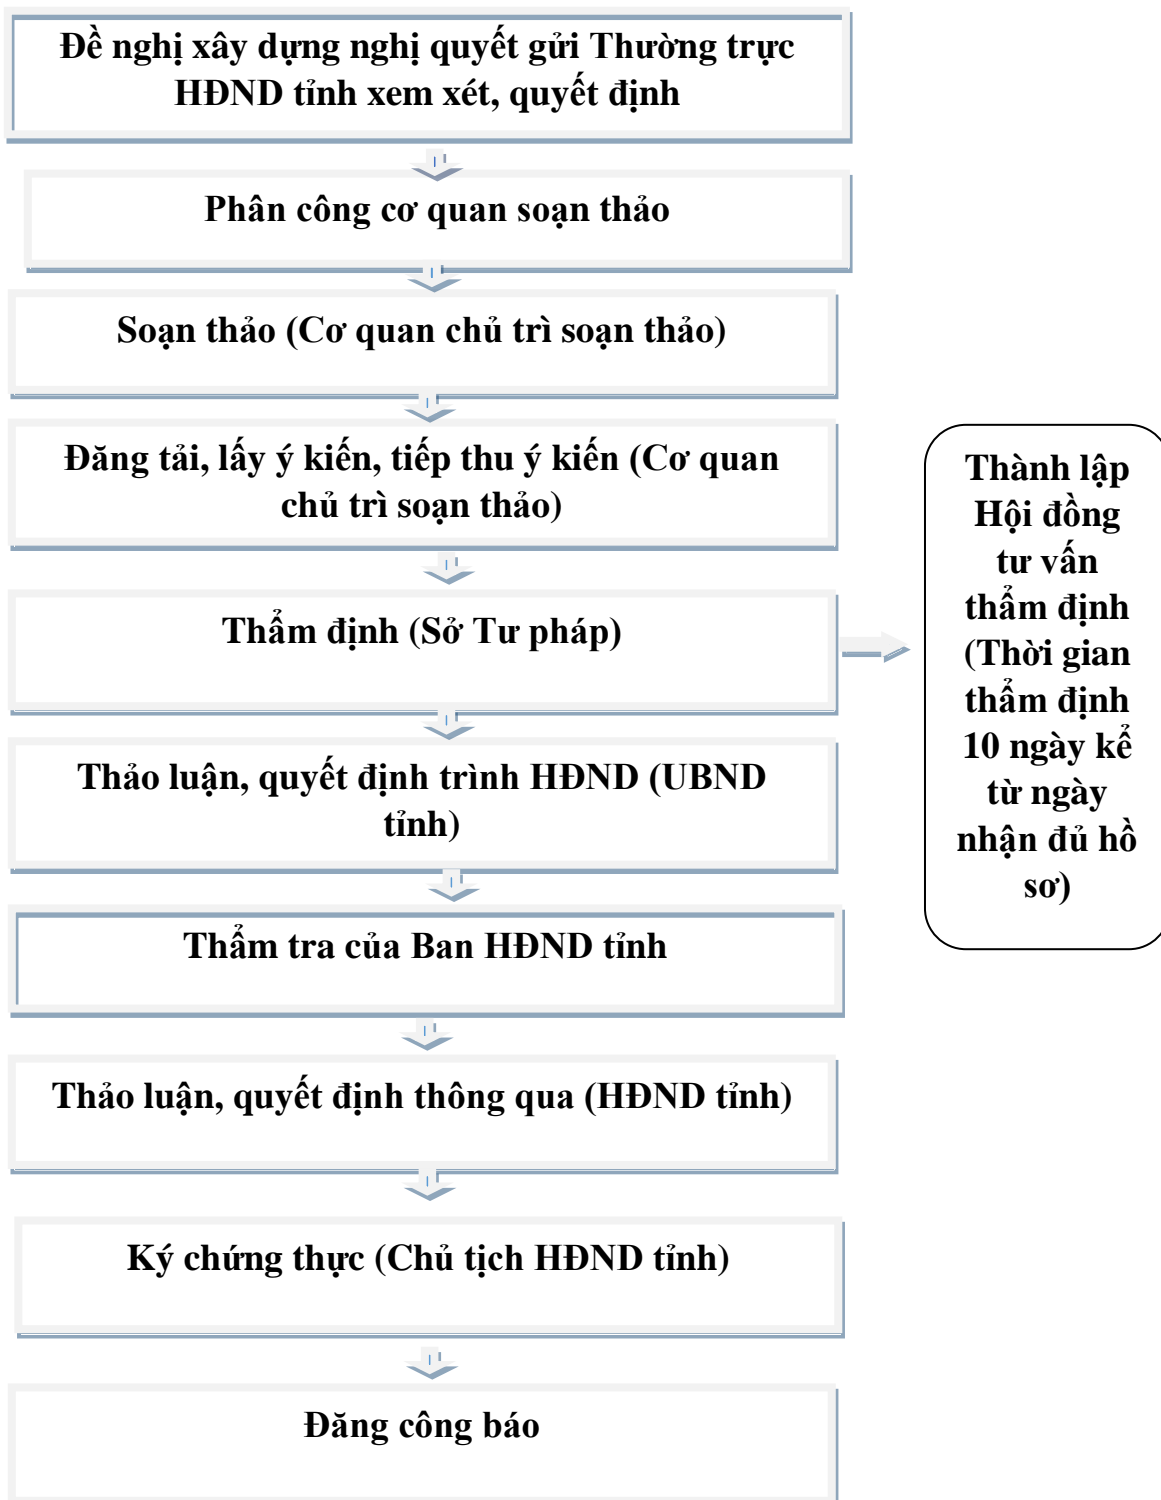 Đề nghị xây dựng nghị quyết gửi Thường trực
HĐND tỉnh xem xét, quyết định
Phân công cơ quan soạn thảo
Soạn thảo (Cơ quan chủ trì soạn thảo)
Đăng tải, lấy ý kiến, tiếp thu ý kiến (Cơ quan
chủ trì soạn thảo)
Thẩm định (Sở Tư pháp)
Thành lập
Hội đồng
tư vấn
thẩm định
(Thời gian
thẩm định
10 ngày kể
từ ngày
nhận đủ hồ
sơ)
Thảo luận, quyết định trình HĐND (UBND
tỉnh)
Thẩm tra của Ban HĐND tỉnh
Thảo luận, quyết định thông qua (HĐND tỉnh)
Ký chứng thực (Chủ tịch HĐND tỉnh)
Đăng công báo